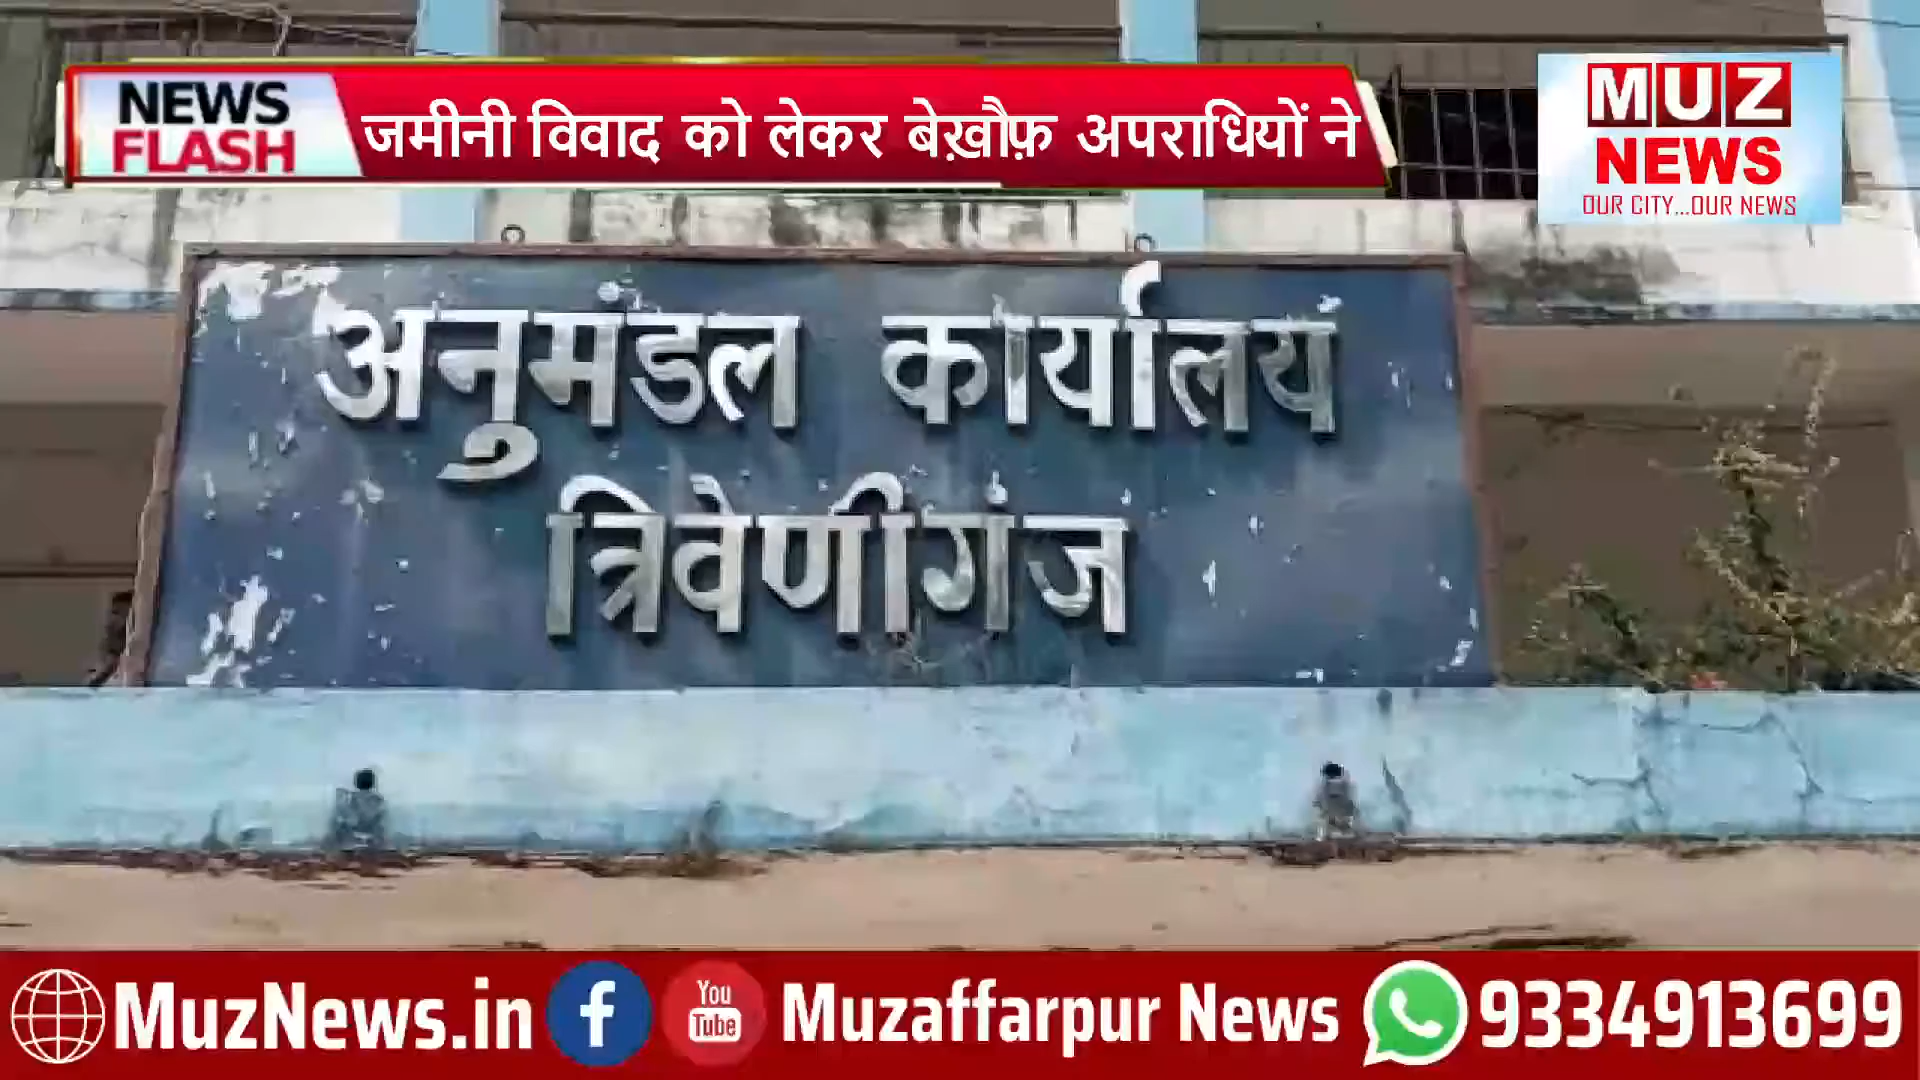 NEWS
FLASH
जमीनी विवाद को लेकर बेख़ौफ़ अपराधियों ने
MUZ
NEWS
OUR CITY...OUR NEWS
अनुमंडल कार्यालय
त्रिवेणीगंज
MuzNews.in
f
You
Tube
Muzaffarpur News
9334913699